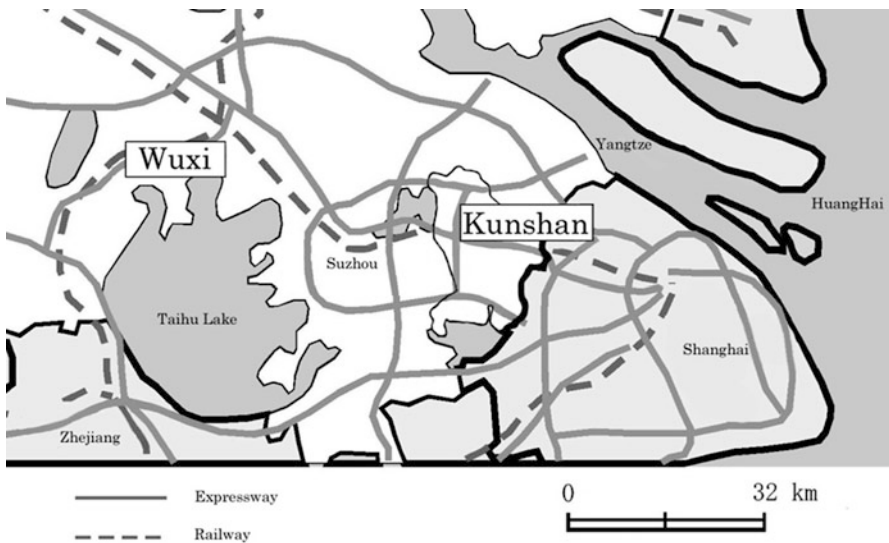 Yangtze
Wuxi
HuangHai
Kunshan
Suzhou
Taihu Lake
Shanghai
Zhejiang
Expressway
0 32 km
Railway